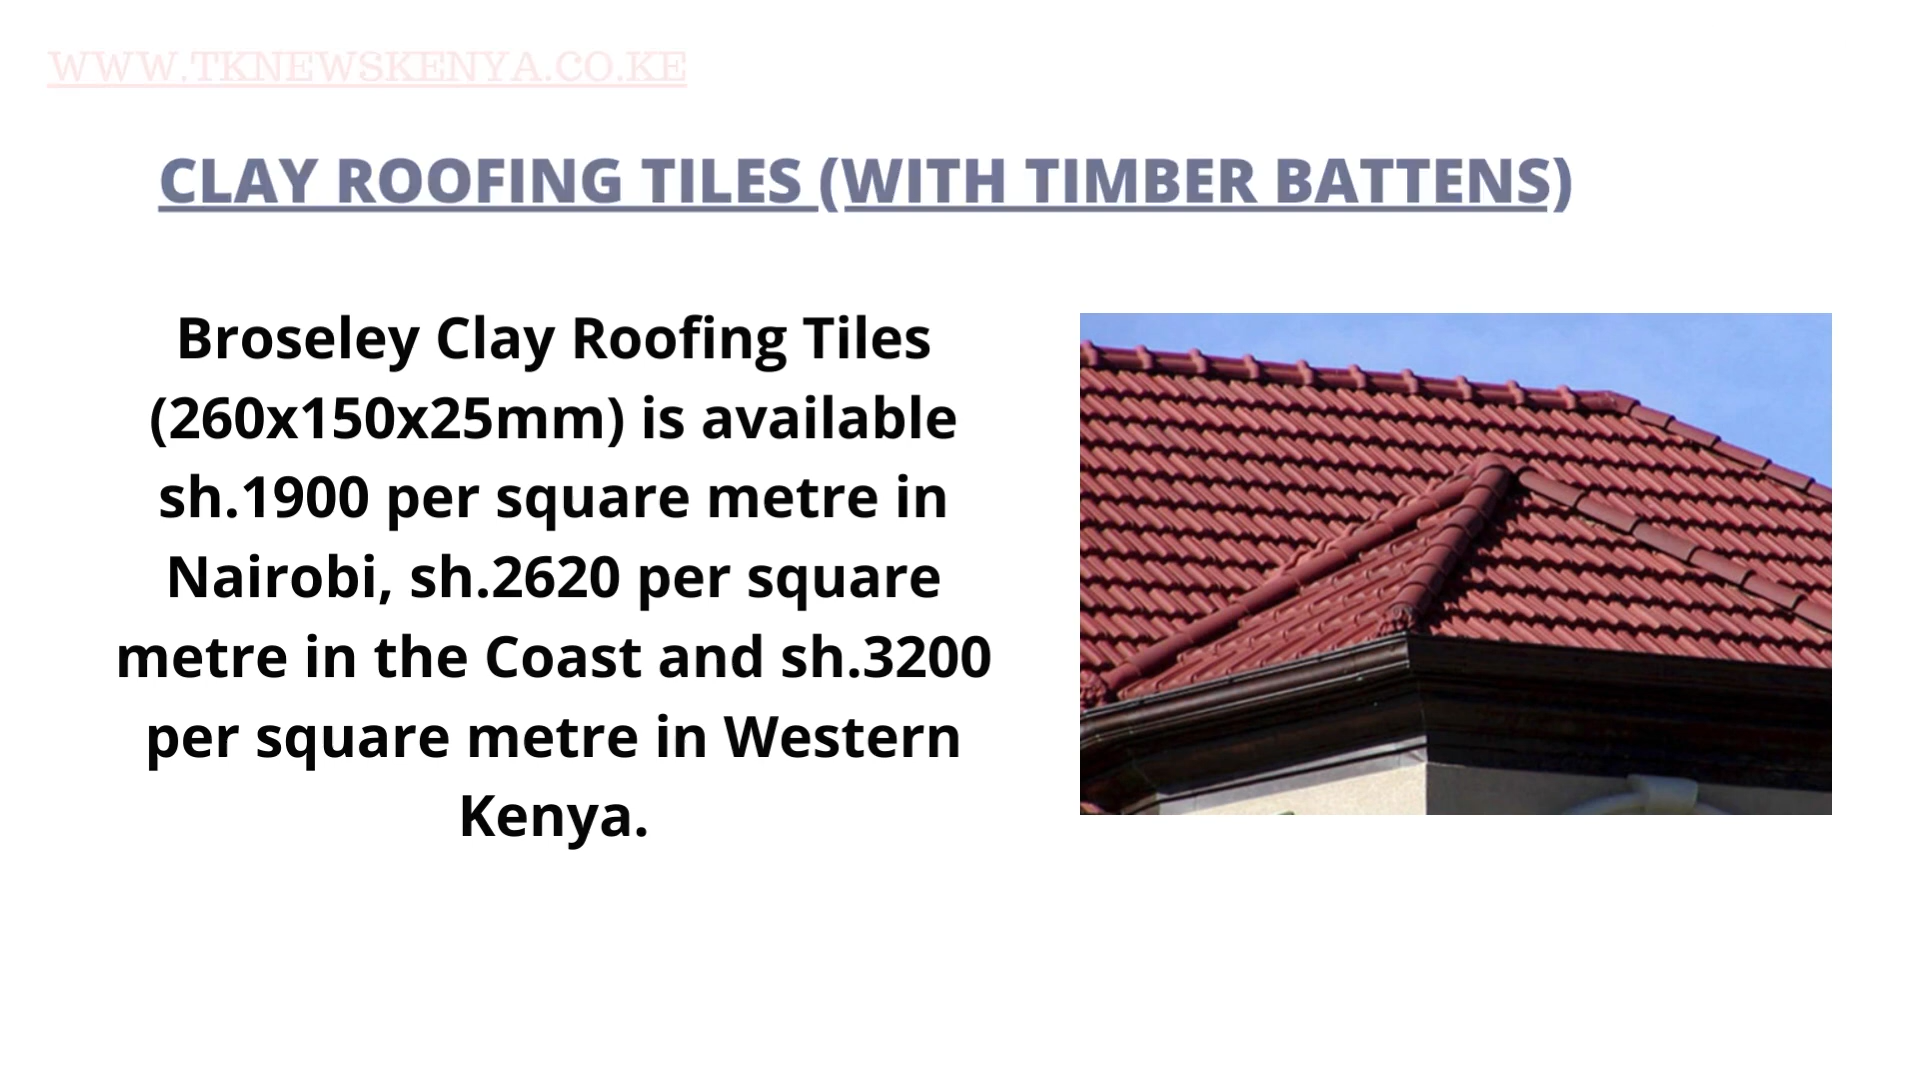 WWW.TKNEWSKENYA.CO.KE
CLAY ROOFING TILES (WITH TIMBER BATTENS)
Broseley Clay Roofing Tiles
(260x150x25mm) is available
sh.1900 per square metre in
Nairobi, sh.2620 per square
metre in the Coast and sh.3200
per square metre in Western
Kenya.